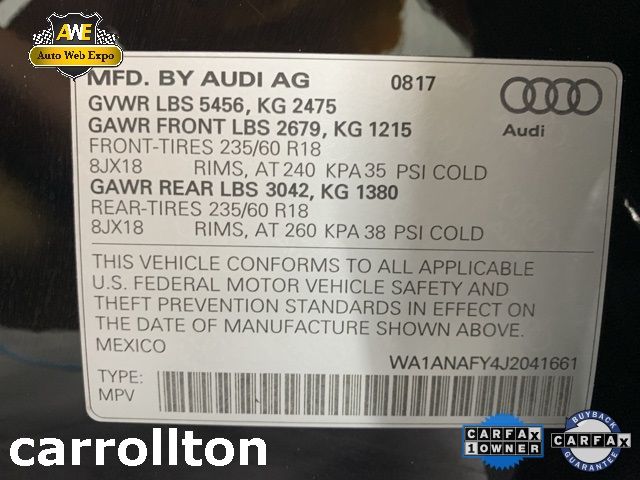 AWE
Auto Web Expo
MFD. BY AUDI AG 0817
GVWR LBS 5456, KG 2475
GAWR FRONT LBS 2679, KG 1215
Audi
FRONT-TIRES 235/60 R18
8JX18 RIMS, AT 240 KPA 35 PSI COLD
GAWR REAR LBS 3042, KG 1380
REAR-TIRES 235/60 R18
8JX18 RIMS, AT 260 KPA 38 PSI COLD
THIS VEHICLE CONFORMS TO ALL APPLICABLE
U.S. FEDERAL MOTOR VEHICLE SAFETY AND
THEFT PREVENTION STANDARDS IN EFFECT ON
THE DATE OF MANUFACTURE SHOWN ABOVE.
MEXICO
WA1ANAFY4J2041661
TYPE:
MPV
carrollton
CARFAX
1 OWNER
BUYBACK
CARFAX
GUARANTEE